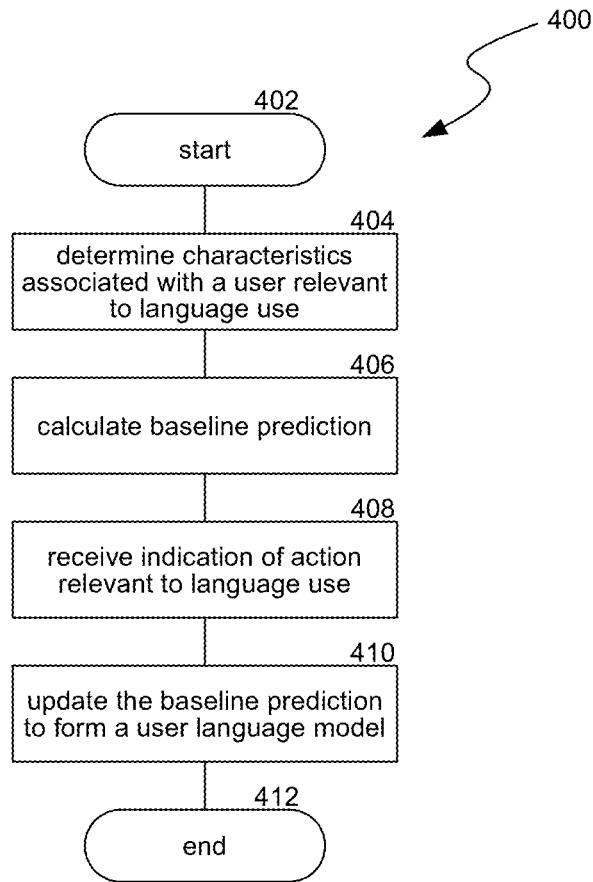 400
402
start
404
determine characteristics
associated with a user relevant
to language use
406
calculate baseline prediction
408
receive indication of action
relevant to language use
410
update the baseline prediction
to form a user language model
412
end